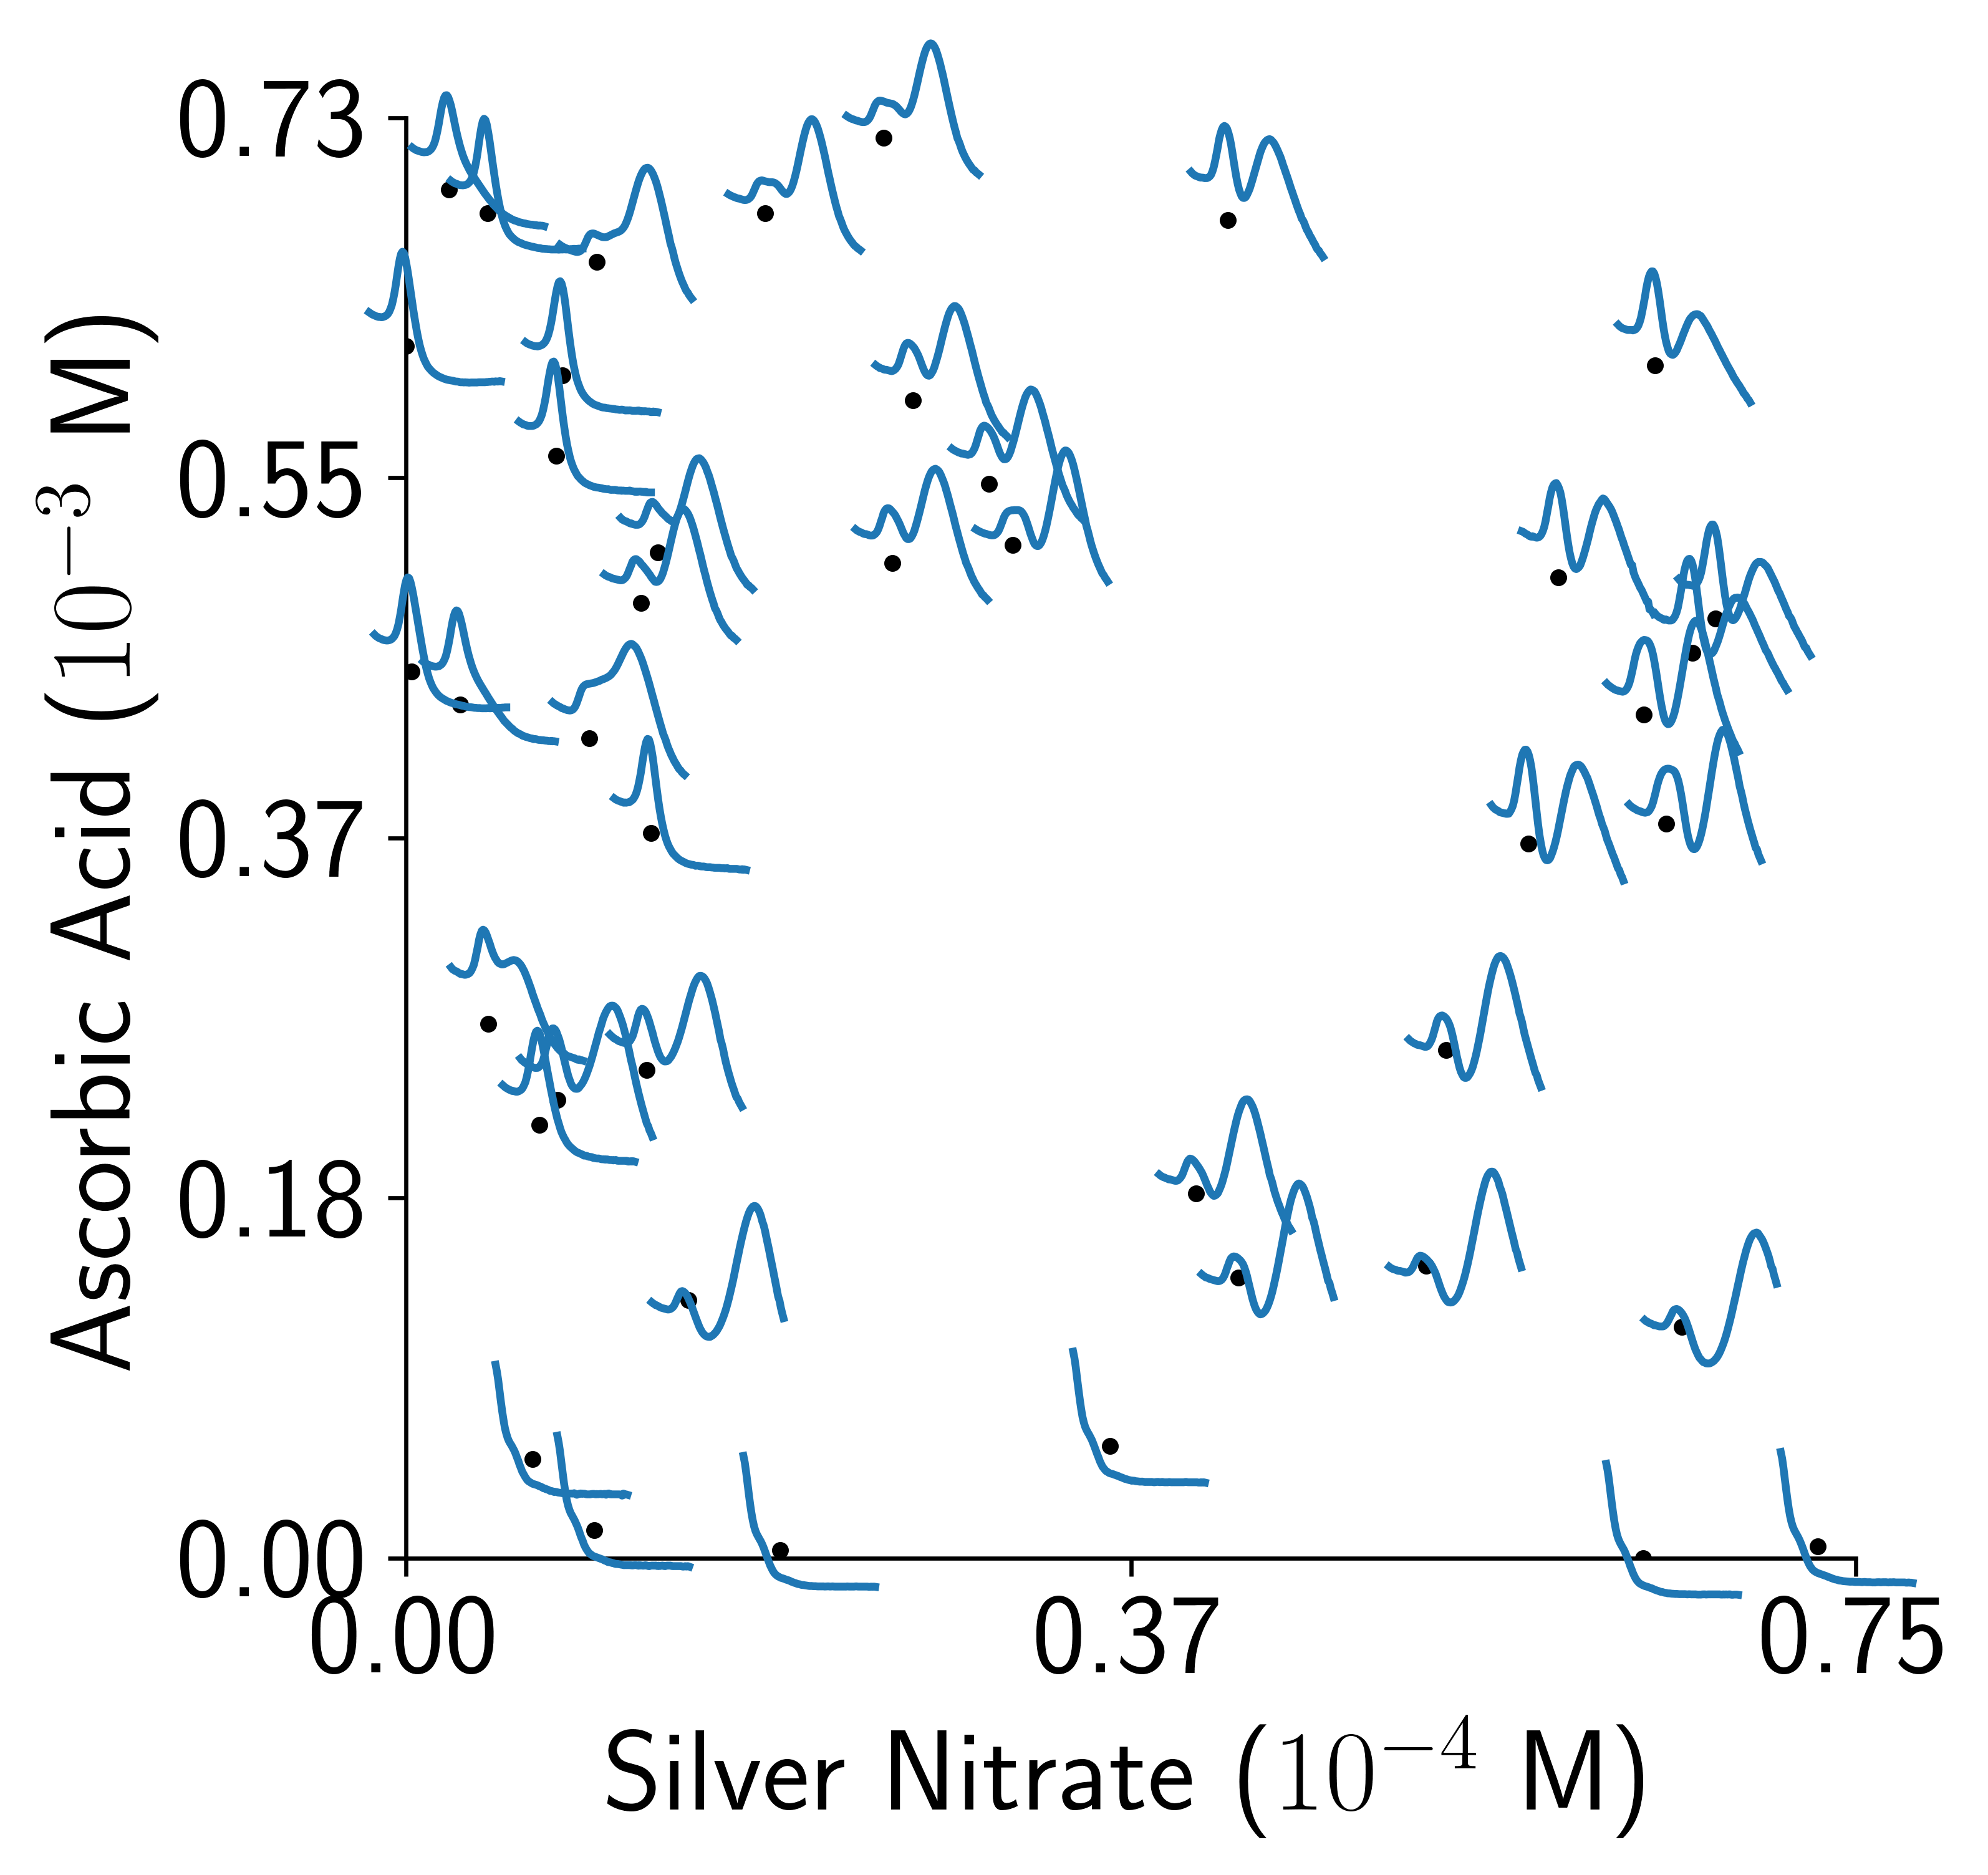 Ascorbic Acid (10⁻³ M)
0.73
0.55
0.37
0.18
0.00
0.00 0.37 0.75
Silver Nitrate (10⁻⁴ M)